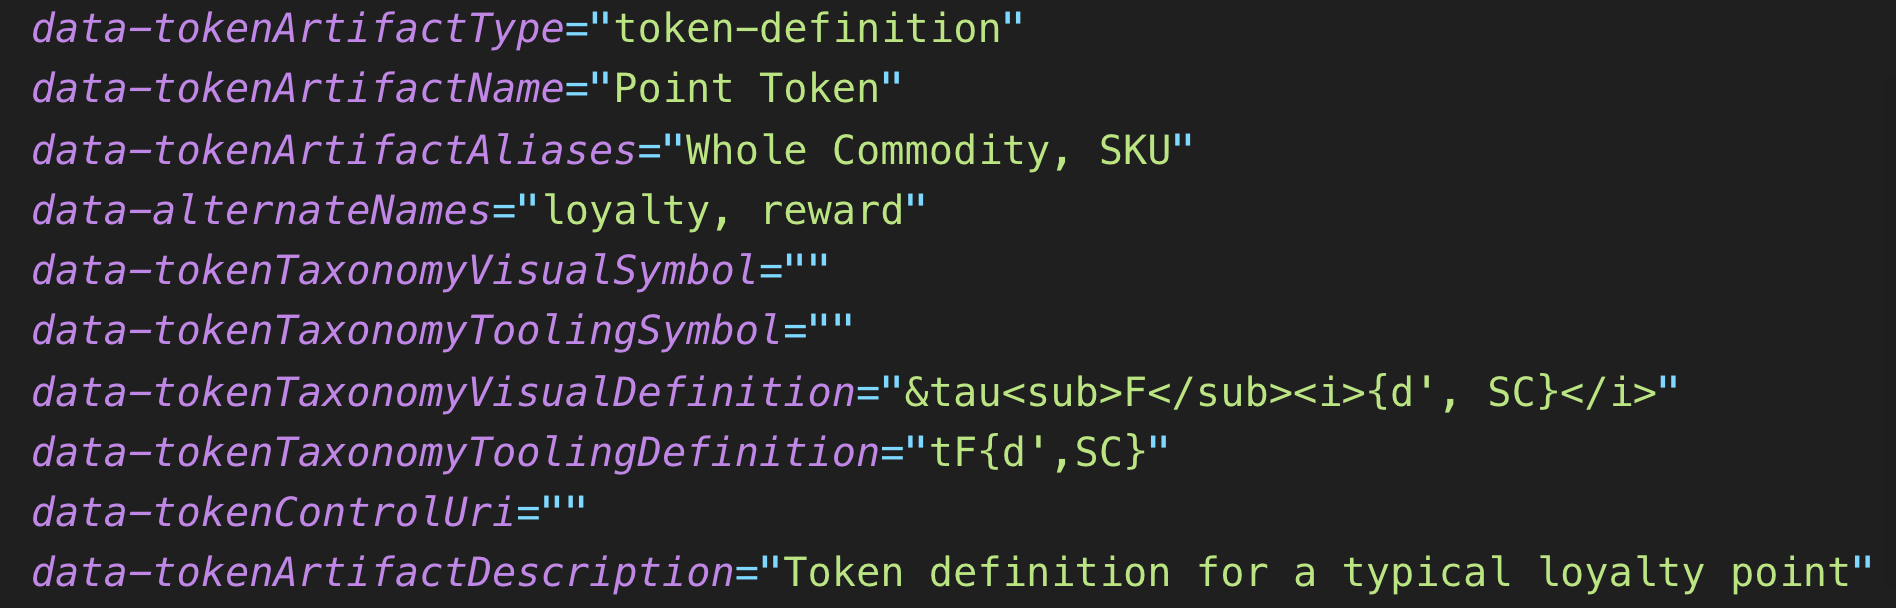 data-tokenArtifactType="token-definition"
data-tokenArtifactName="Point Token"
data-tokenArtifactAliases="Whole Commodity, SKU"
data-alternateNames="loyalty, reward"
data-tokenTaxonomyVisualSymbol=""
data-tokenTaxonomyToolingSymbol=""
data-tokenTaxonomyVisualDefinition="&tau<sub>F</sub><i>{d', SC}</i>"
data-tokenTaxonomyToolingDefinition="tF{d',SC}"
data-tokenControlUri=""
data-tokenArtifactDescription="Token definition for a typical loyalty point"